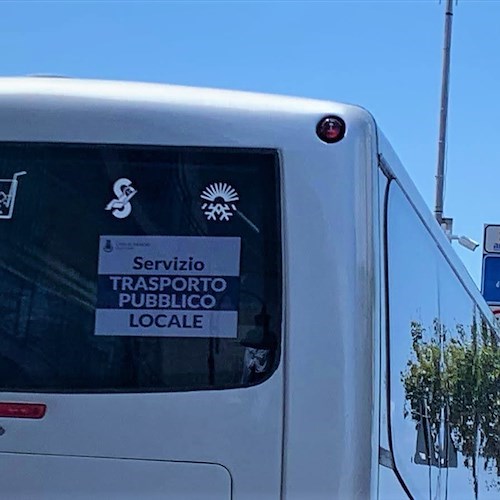 Servizio
TRASPORTO
PUBBLICO
LOCALE